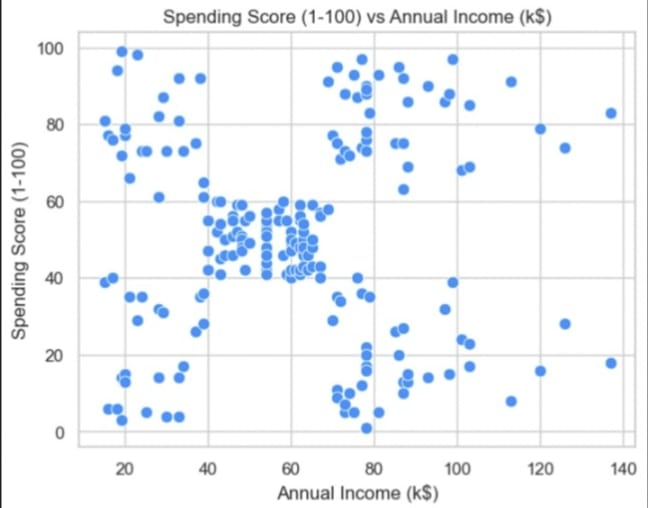 Spending Score (1-100) vs Annual Income (k$)
Spending Score (1-100)
100
80
60
40
20
0
20 40 60 80 100 120 140
Annual Income (k$)